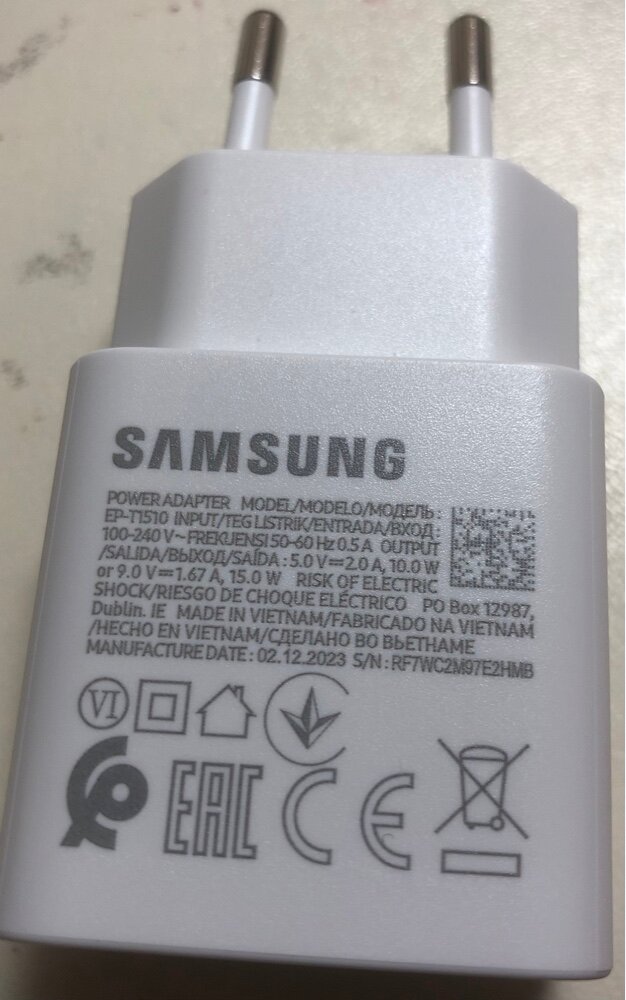 SAMSUNG
POWER ADAPTER MODEL/MODELO/МОДЕЛЬ :
EP-T1510 INPUT/TEG LISTRIK/ENTRADA/ВХОД :
100-240 V~ FREKUENSI 50-60 Hz 0.5 A OUTPUT
/SALIDA/ВЫХОД/SAÍDA : 5.0 V⎓2.0 A, 10.0 W
or 9.0 V⎓1.67 A, 15.0 W RISK OF ELECTRIC
SHOCK/RIESGO DE CHOQUE ELÉCTRICO PO Box 12987,
Dublin. IE MADE IN VIETNAM/FABRICADO NA VIETNAM
/HECHO EN VIETNAM/СДЕЛАНО ВО ВЬЕТНАМЕ
MANUFACTURE DATE : 02.12.2023 S/N : RF7WC2M97E2HMB
VI
EAC CE